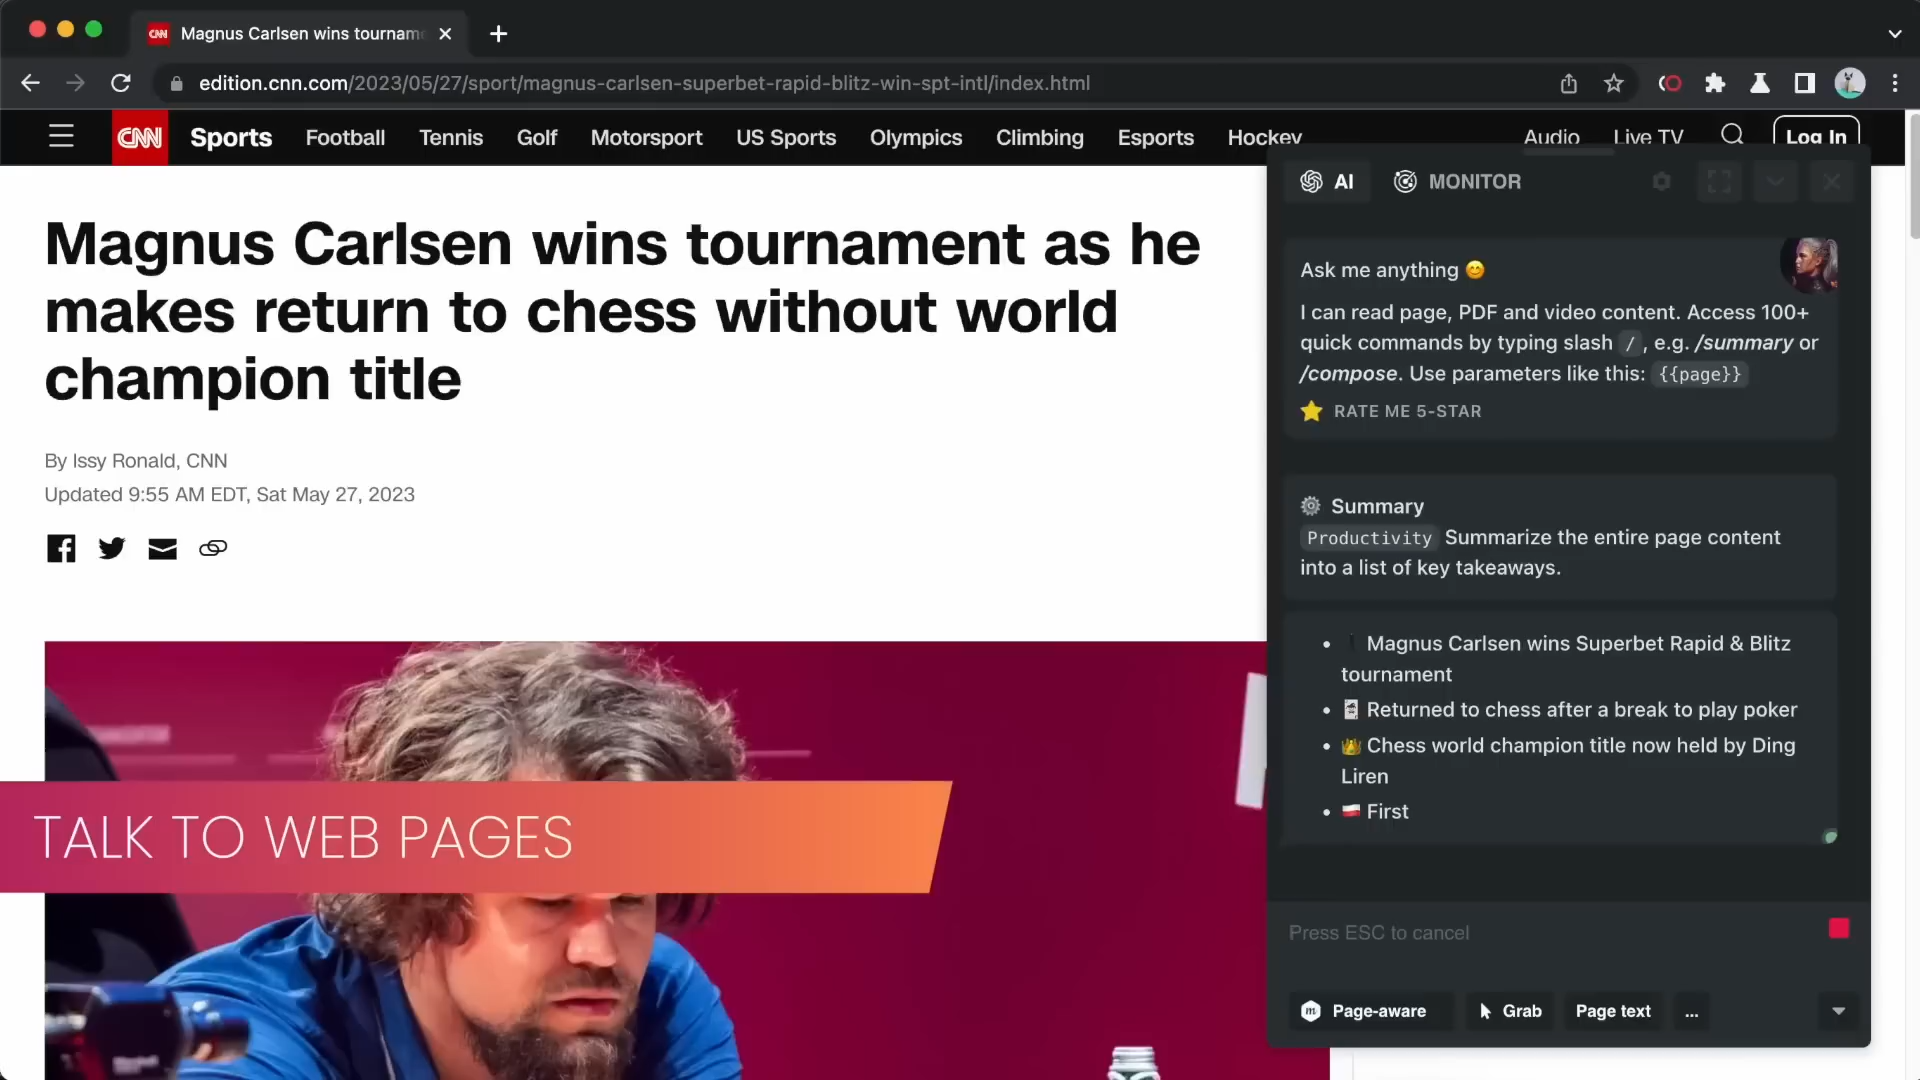 CNN Magnus Carlsen wins tourname
edition.cnn.com/2023/05/27/sport/magnus-carlsen-superbet-rapid-blitz-win-spt-intl/index.html
CNN Sports Football Tennis Golf Motorsport US Sports Olympics Climbing Esports Hockey Audio Live TV Log In
Magnus Carlsen wins tournament as he
makes return to chess without world
champion title
By Issy Ronald, CNN
Updated 9:55 AM EDT, Sat May 27, 2023
TALK TO WEB PAGES
AI MONITOR
Ask me anything 😊
I can read page, PDF and video content. Access 100+
quick commands by typing slash /, e.g. /summary or
/compose. Use parameters like this: {{page}}
⭐ RATE ME 5-STAR
⚙️ Summary
Productivity Summarize the entire page content
into a list of key takeaways.
• Magnus Carlsen wins Superbet Rapid & Blitz
tournament
• 🃏 Returned to chess after a break to play poker
• 👑 Chess world champion title now held by Ding
Liren
• 🇵🇱 First
Press ESC to cancel
m Page-aware Grab Page text ...